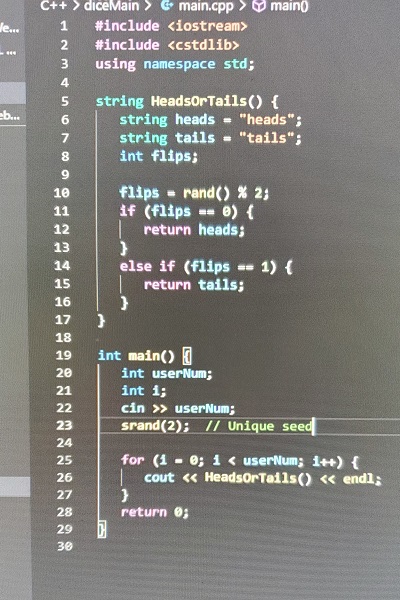 C++ > diceMain > main.cpp > main()
1 #include <iostream>
2 #include <cstdlib>
3 using namespace std;
4
5 string HeadsOrTails() {
6 string heads = "heads";
7 string tails = "tails";
8 int flips;
9
10 flips = rand() % 2;
11 if (flips == 0) {
12 return heads;
13 }
14 else if (flips == 1) {
15 return tails;
16 }
17 }
18
19 int main() {
20 int userNum;
21 int i;
22 cin >> userNum;
23 srand(2); // Unique seed
24
25 for (i = 0; i < userNum; i++) {
26 cout << HeadsOrTails() << endl;
27 }
28 return 0;
29 }
30